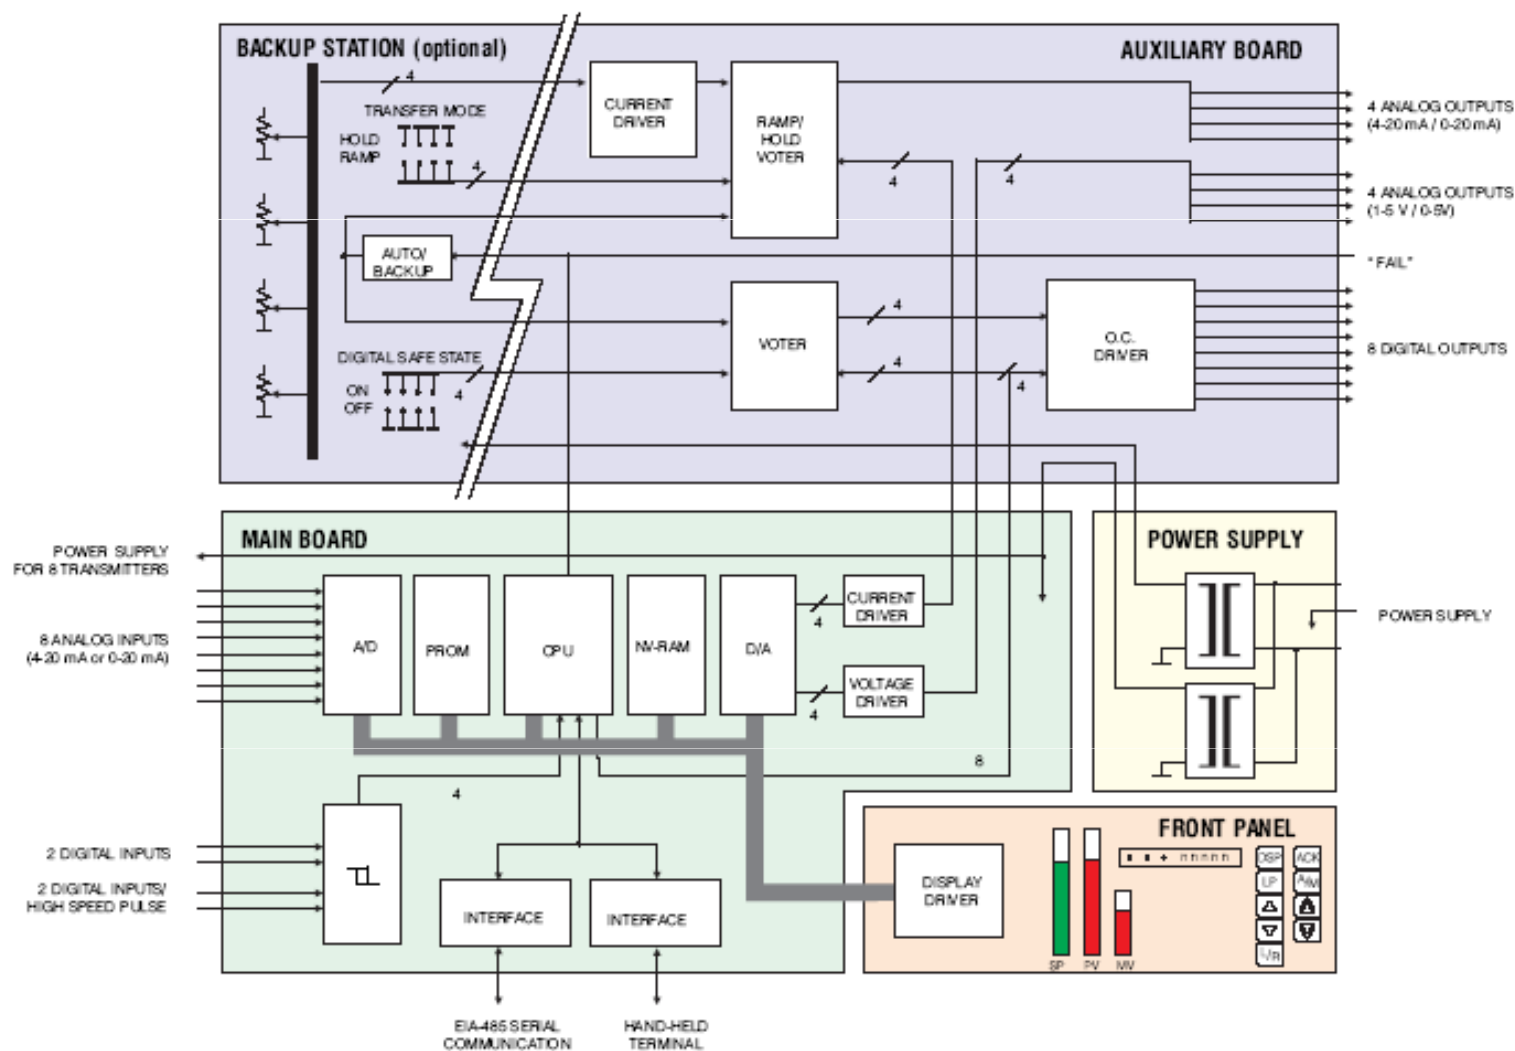 BACKUP STATION (optional)
AUXILIARY BOARD
4
TRANSFER MODE
HOLD
RAMP
4
CURRENT
DRIVER
RAMP/
HOLD
VOTER
4
4
4 ANALOG OUTPUTS
(4-20 mA / 0-20 mA)
4 ANALOG OUTPUTS
(1-5 V / 0-5V)
AUTO/
BACKUP
"FAIL"
VOTER
4
4
4
O.C.
DRIVER
8 DIGITAL OUTPUTS
DIGITAL SAFE STATE
ON
OFF
4
MAIN BOARD
POWER SUPPLY
POWER SUPPLY
FOR 8 TRANSMITTERS
8 ANALOG INPUTS
(4-20 mA or 0-20 mA)
A/D
PROM
CPU
NV-RAM
D/A
4
CURRENT
DRIVER
4
VOLTAGE
DRIVER
POWER SUPPLY
8
4
2 DIGITAL INPUTS
2 DIGITAL INPUTS/
HIGH SPEED PULSE
INTERFACE
INTERFACE
FRONT PANEL
DISPLAY
DRIVER
SP
PV
MV
DSP
ACK
LP
A/M
L/R
EIA-485 SERIAL
COMMUNICATION
HAND-HELD
TERMINAL